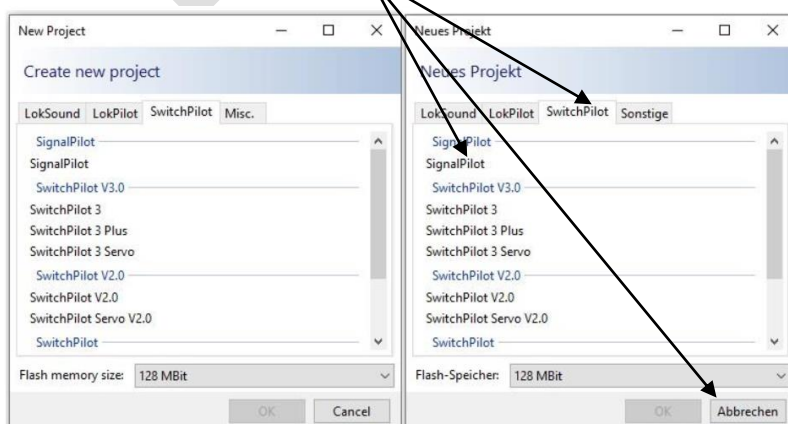 New Project
Create new project
LokSound LokPilot SwitchPilot Misc.
SignalPilot
SignalPilot
SwitchPilot V3.0
SwitchPilot 3
SwitchPilot 3 Plus
SwitchPilot 3 Servo
SwitchPilot V2.0
SwitchPilot V2.0
SwitchPilot Servo V2.0
SwitchPilot
Flash memory size: 128 MBit
OK Cancel
Neues Projekt
Neues Projekt
LokSound LokPilot SwitchPilot Sonstige
SignalPilot
SignalPilot
SwitchPilot V3.0
SwitchPilot 3
SwitchPilot 3 Plus
SwitchPilot 3 Servo
SwitchPilot V2.0
SwitchPilot V2.0
SwitchPilot Servo V2.0
SwitchPilot
Flash-Speicher: 128 MBit
OK Abbrechen